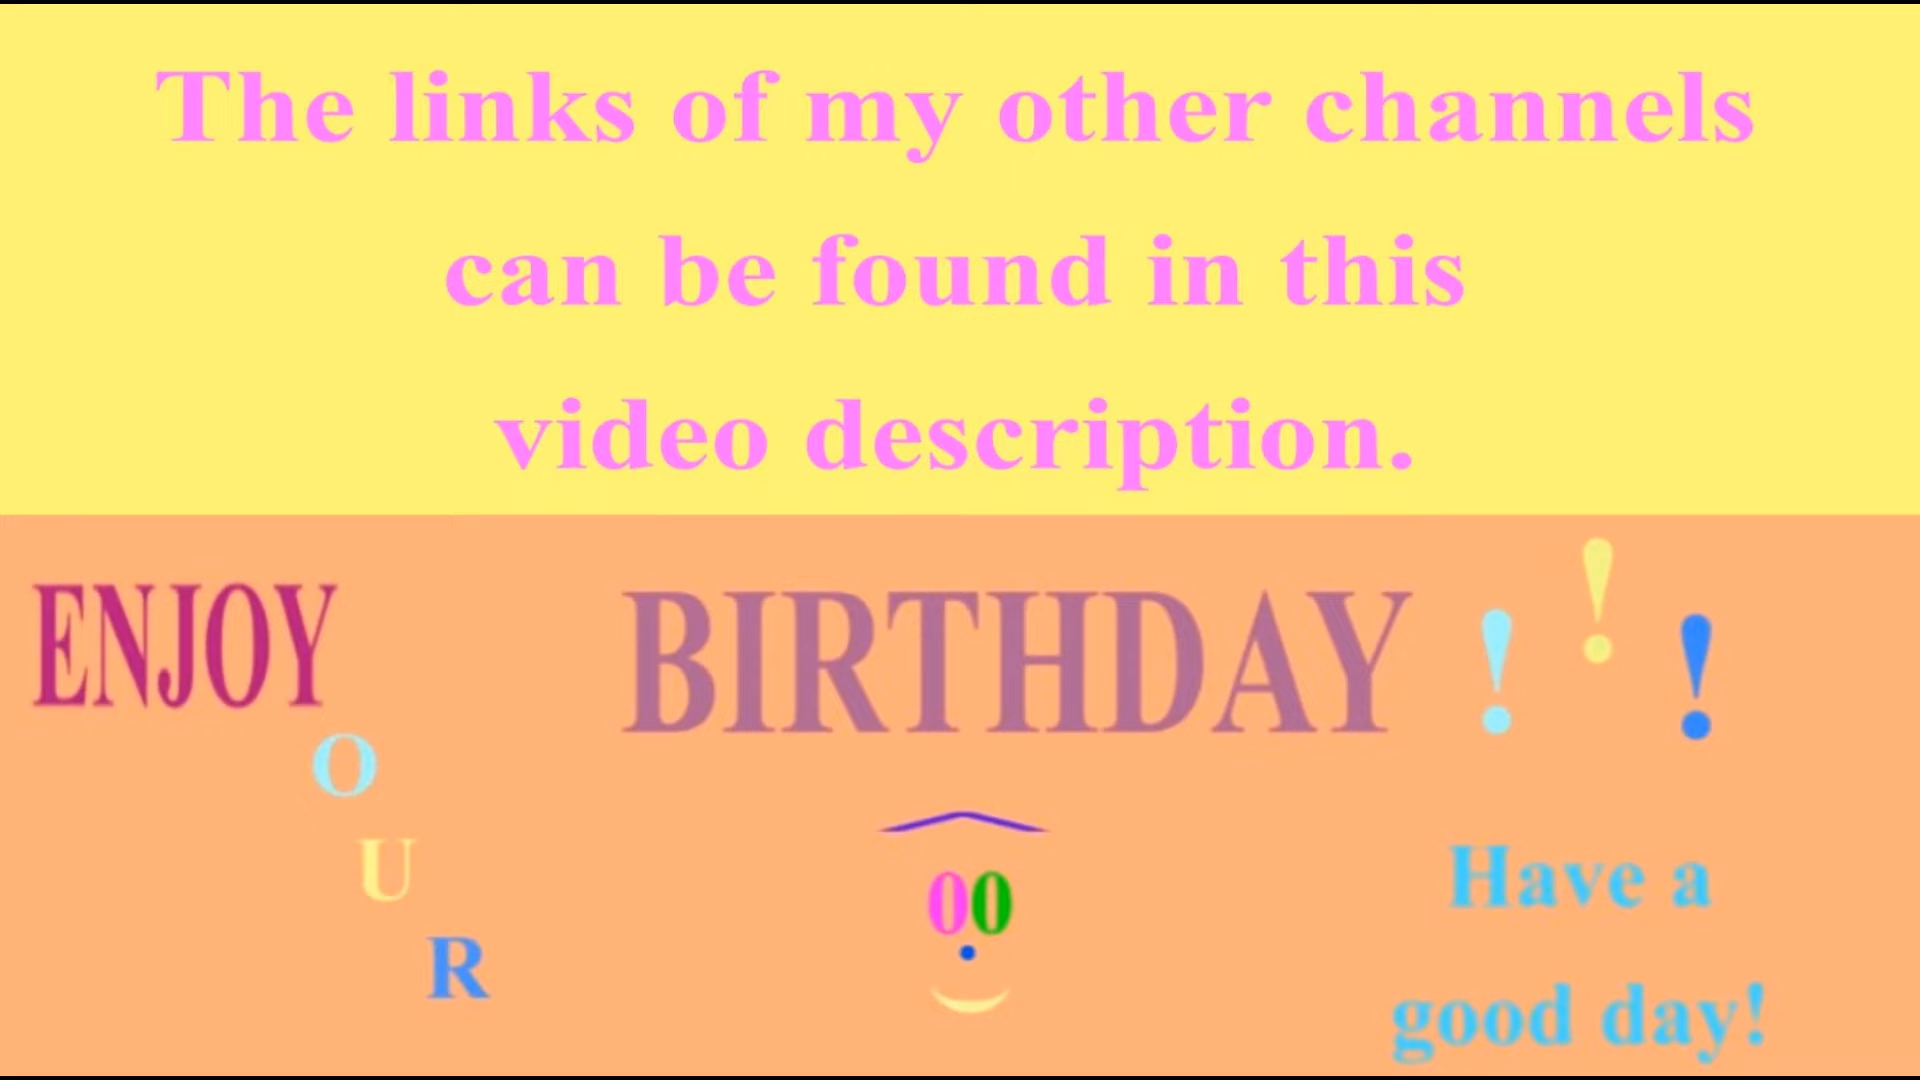 The links of my other channels
can be found in this
video description.
ENJOY
O
U
R
BIRTHDAY !!!
00
Have a
good day!